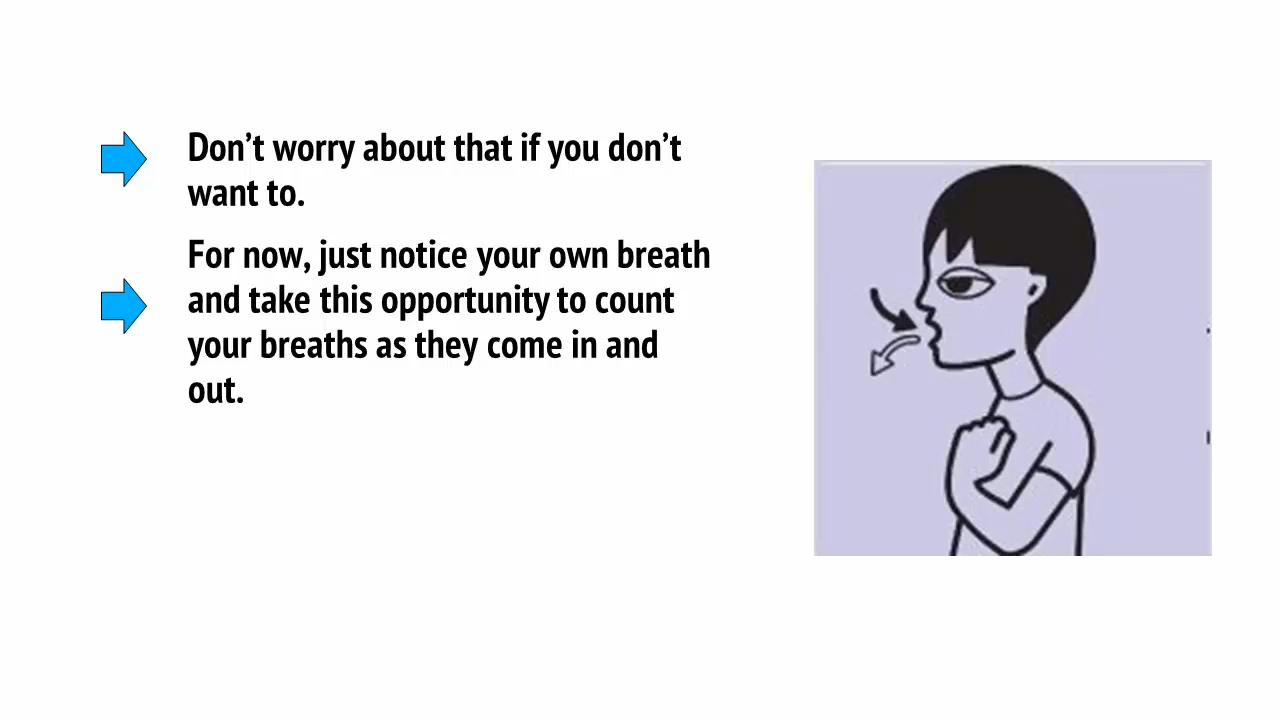 Don’t worry about that if you don’t
want to.
For now, just notice your own breath
and take this opportunity to count
your breaths as they come in and
out.